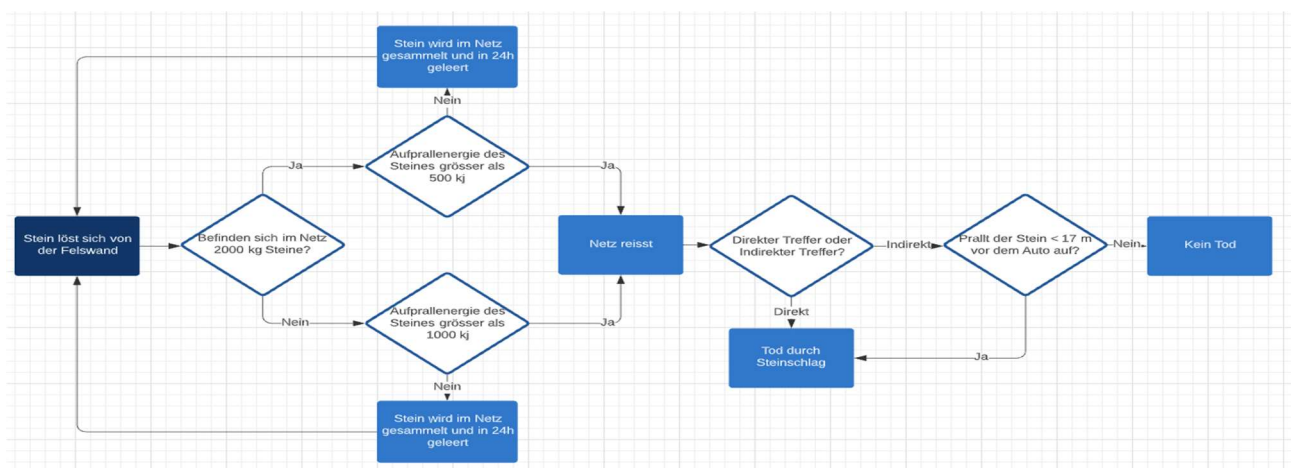 Stein wird im Netz
gesammelt und in 24h
geleert
Nein
Aufprallenergie des
Steines grösser als
500 kj
Ja
Ja
Stein löst sich von
der Felswand
Befinden sich im Netz
2000 kg Steine?
Netz reisst
Direkter Treffer oder
Indirekter Treffer?
Indirekt
Prallt der Stein < 17 m
vor dem Auto auf?
Nein
Kein Tod
Nein
Aufprallenergie des
Steines grösser als
1000 kj
Ja
Direkt
Tod durch
Steinschlag
Ja
Nein
Stein wird im Netz
gesammelt und in 24h
geleert